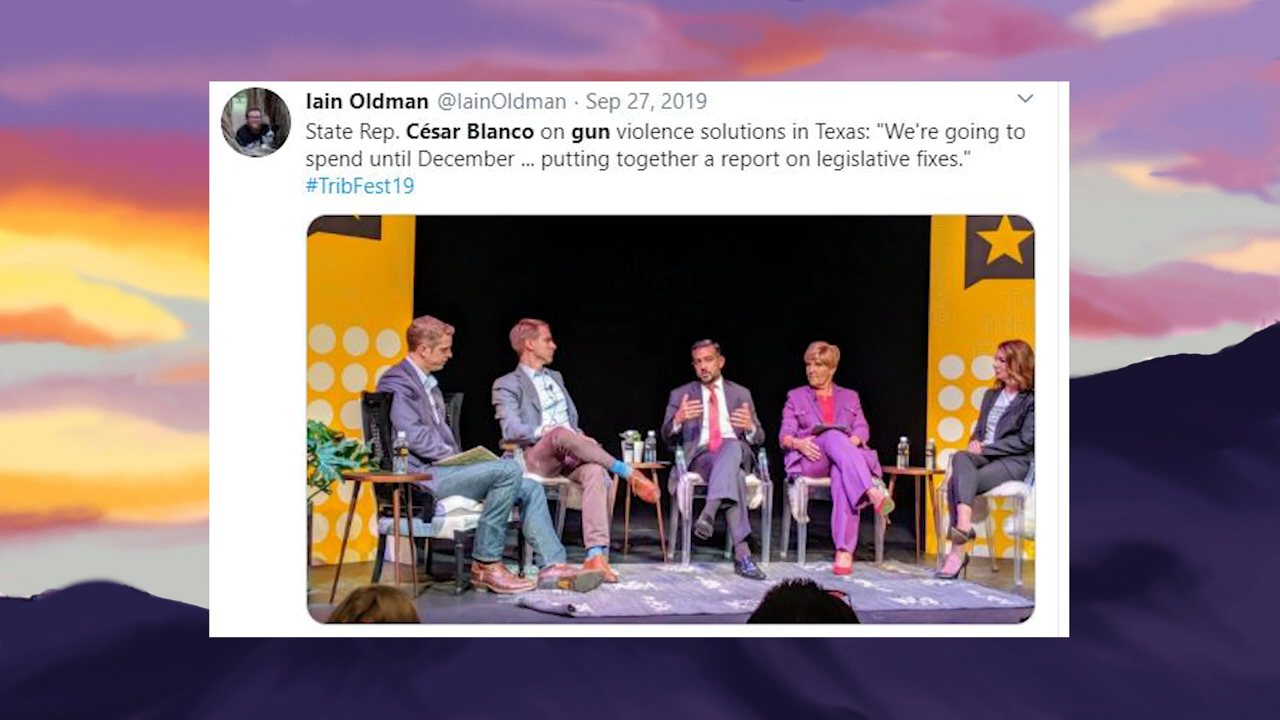 Iain Oldman @IainOldman · Sep 27, 2019
State Rep. César Blanco on gun violence solutions in Texas: "We're going to
spend until December ... putting together a report on legislative fixes."
#TribFest19